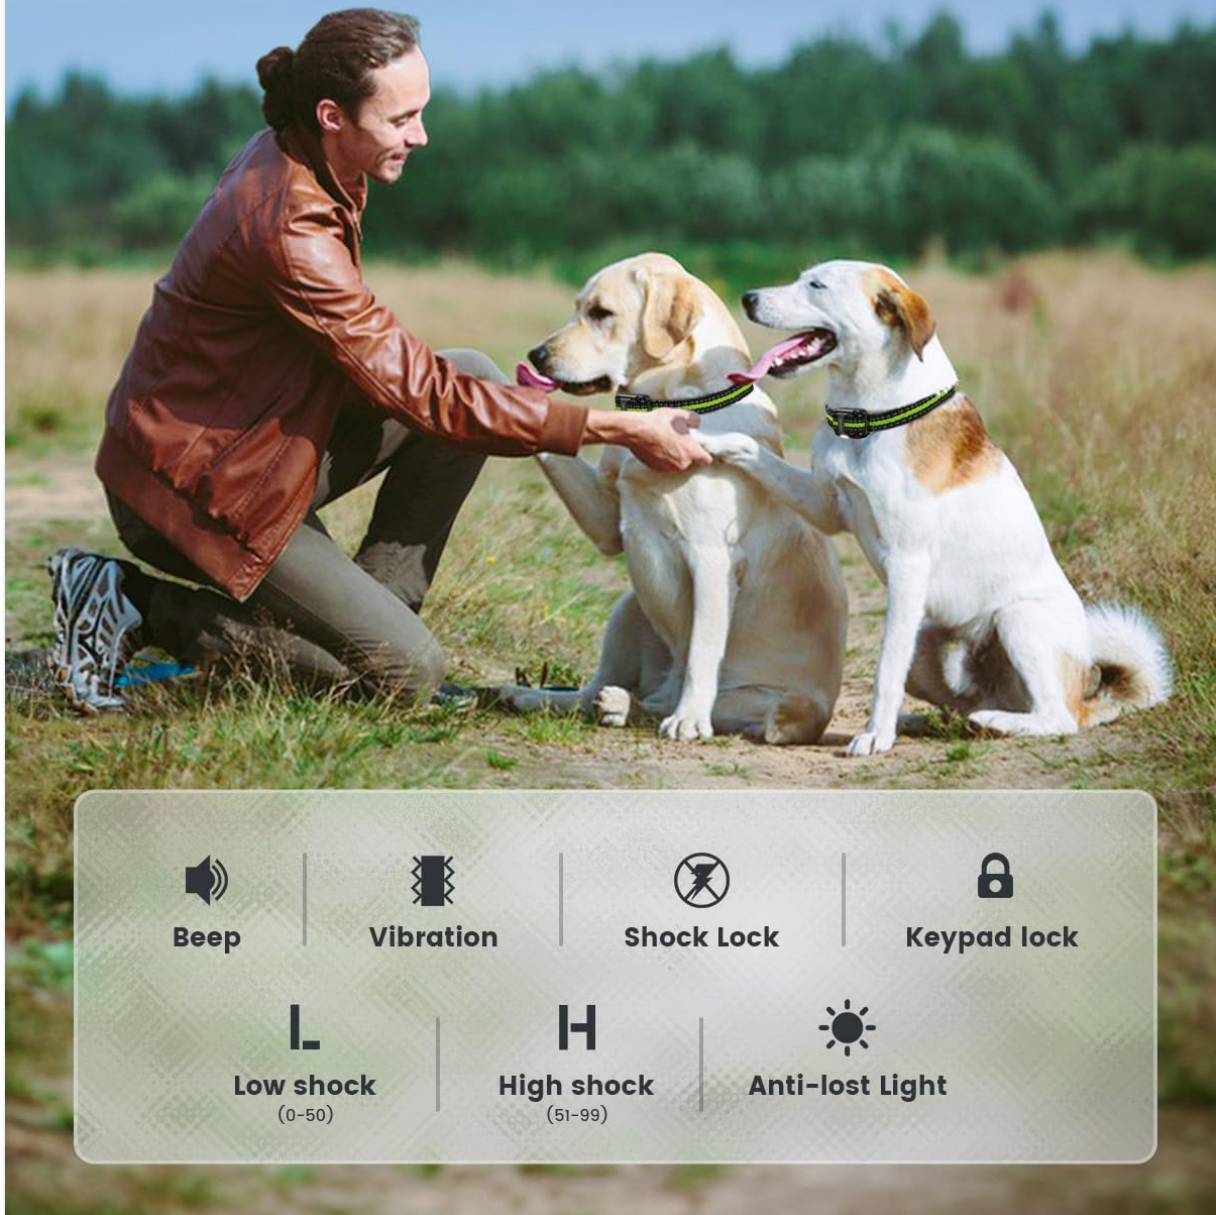 Beep
Vibration
Shock Lock
Keypad lock
L
H
Low shock
High shock
Anti-lost Light
(0-50)
(51-99)